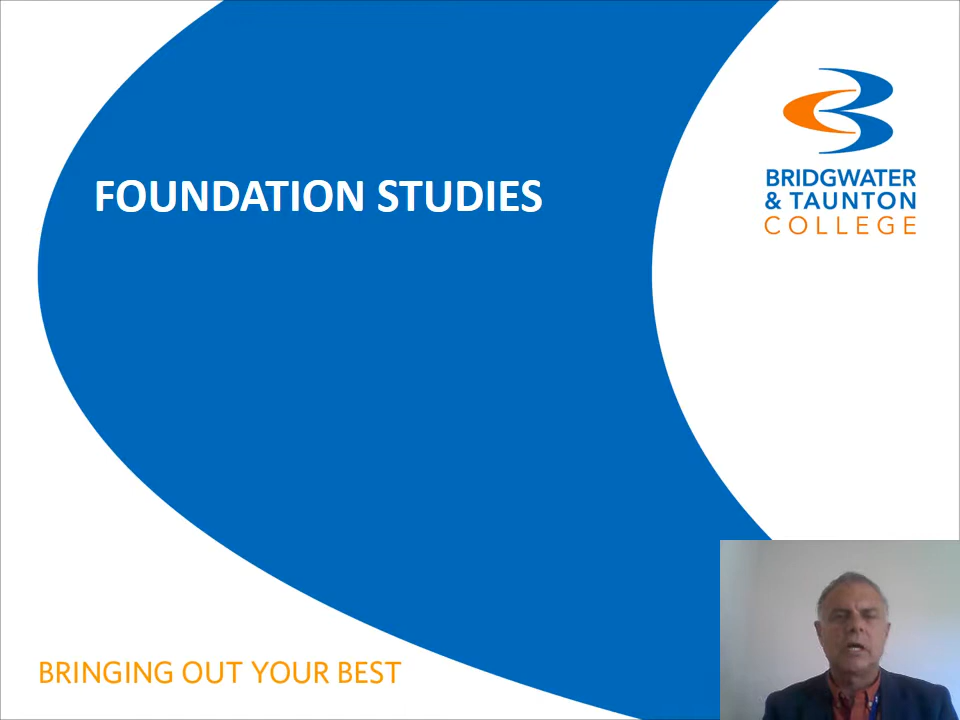 FOUNDATION STUDIES
BRIDGWATER
& TAUNTON
COLLEGE
BRINGING OUT YOUR BEST